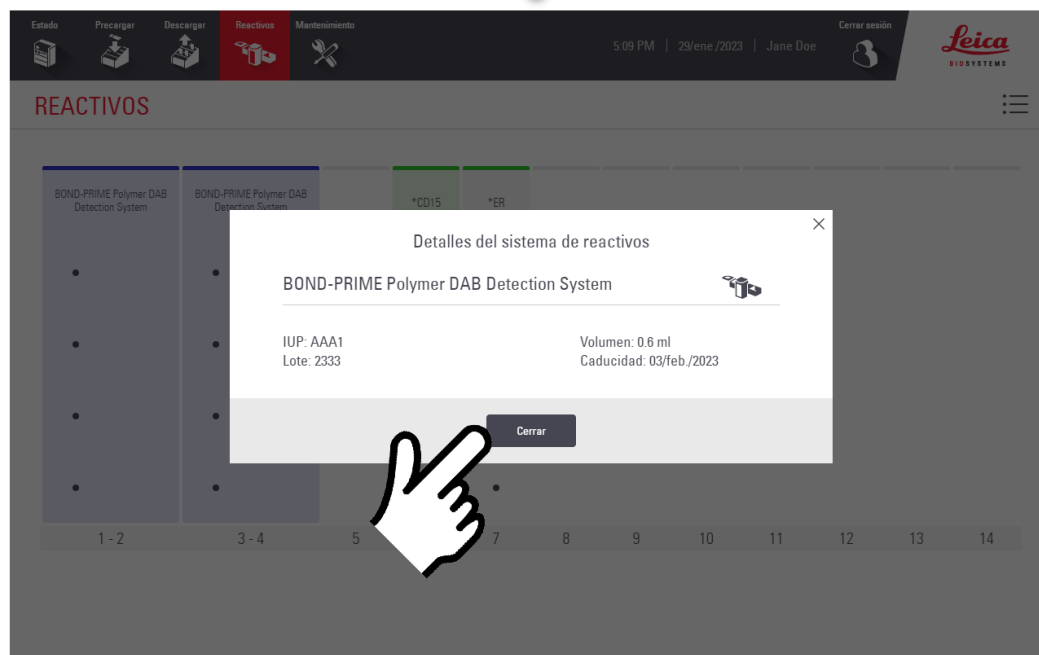 Estado Precargar Descargar Reactivos Mantenimiento
5:09 PM | 29/ene./2023 | Jane Doe
Cerrar sesión
Leica
BIOSYSTEMS
REACTIVOS
BOND-PRIME Polymer DAB
Detection System
BOND-PRIME Polymer DAB
Detection System
*CD15
*ER
Detalles del sistema de reactivos
BOND-PRIME Polymer DAB Detection System
IUP: AAA1
Lote: 2333
Volumen: 0.6 ml
Caducidad: 03/feb./2023
Cerrar
1 - 2 3 - 4 5 7 8 9 10 11 12 13 14